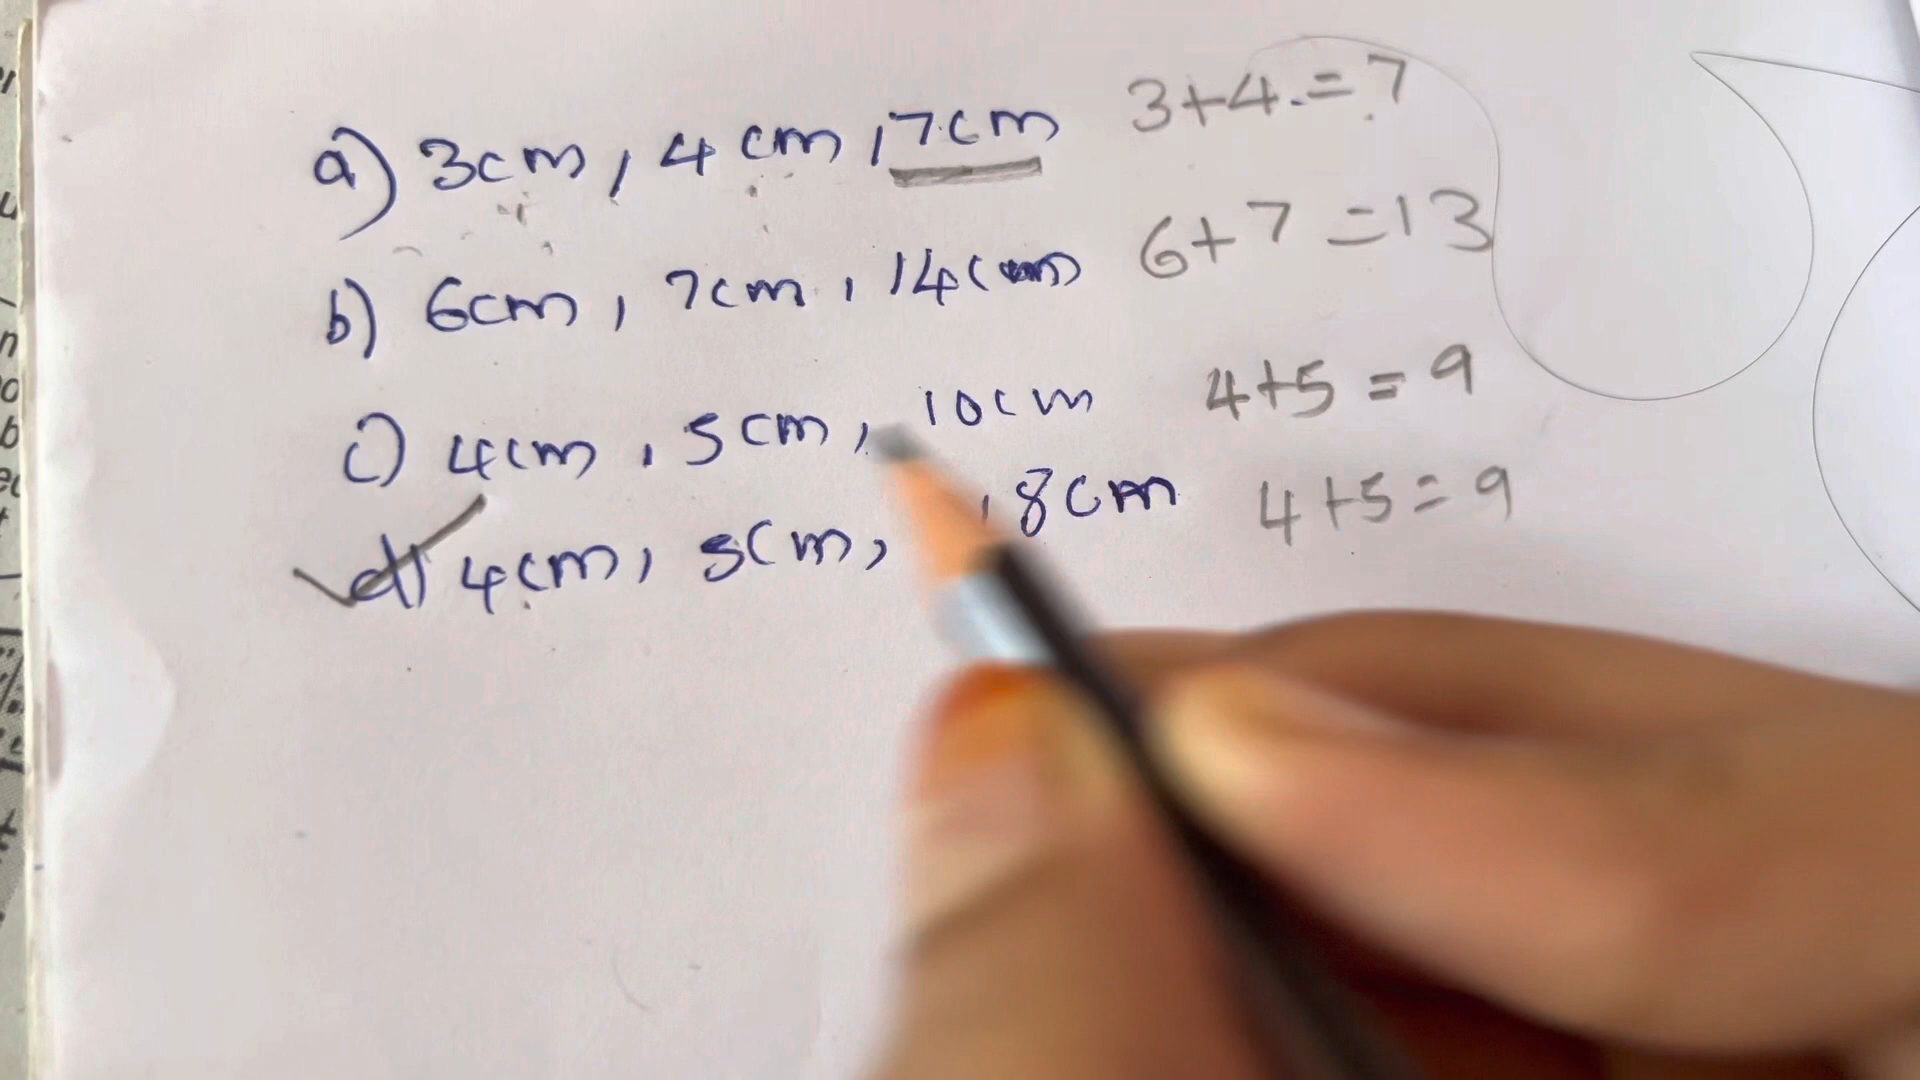 a) 3cm, 4cm, 7cm 3+4=7
b) 6cm, 7cm, 14cm 6+7=13
c) 4cm, 5cm, 10cm 4+5=9
d) 4cm, 5cm, 8cm 4+5=9